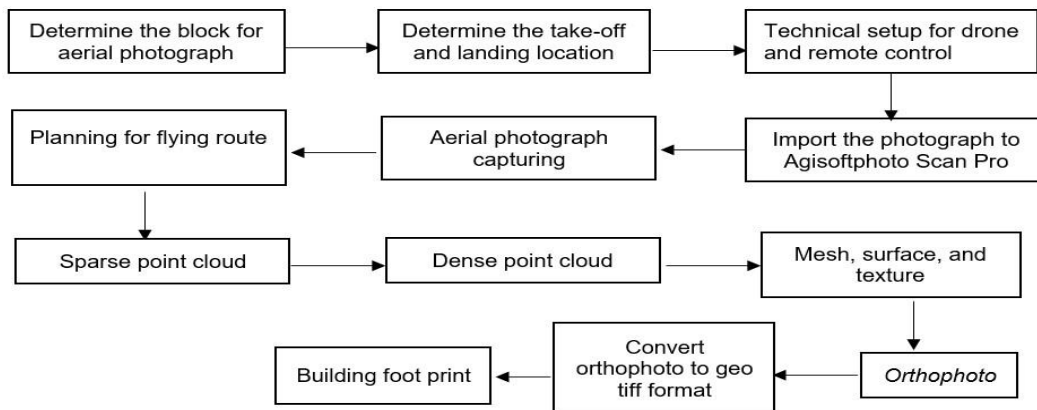 Determine the block for
aerial photograph
Determine the take-off
and landing location
Technical setup for drone
and remote control
Planning for flying route
Aerial photograph
capturing
Import the photograph to
Agisoftphoto Scan Pro
Sparse point cloud
Dense point cloud
Mesh, surface, and
texture
Building foot print
Convert
orthophoto to geo
tiff format
Orthophoto